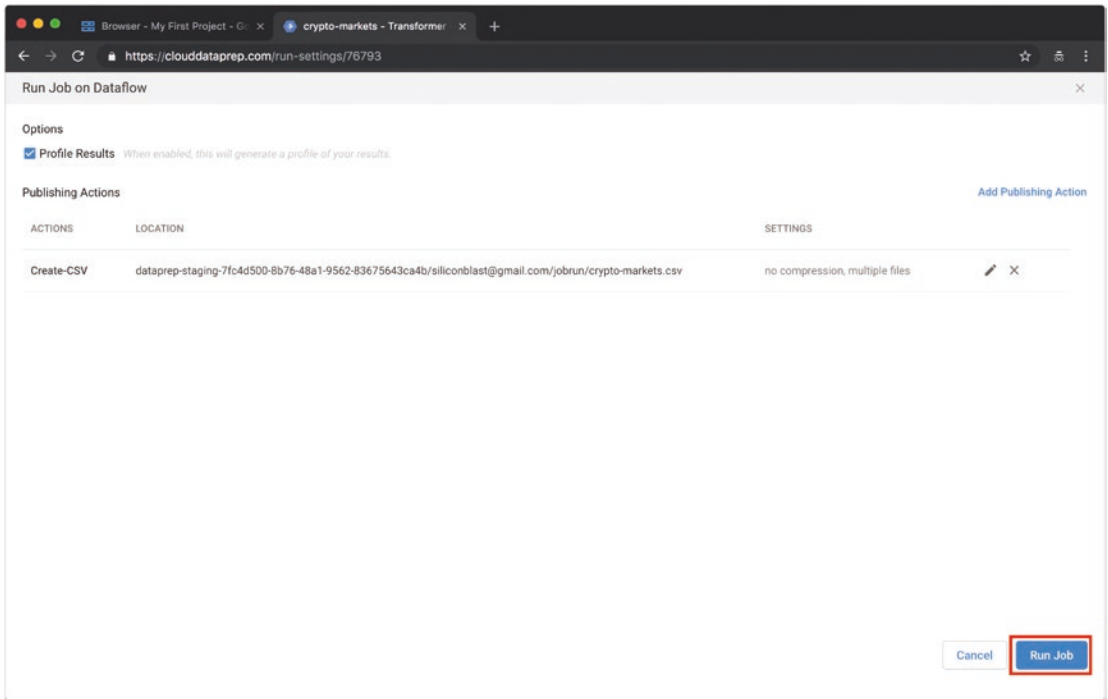 Browser - My First Project - Go
crypto-markets - Transformer
https://clouddataprep.com/run-settings/76793
Run Job on Dataflow
Options
Profile Results When enabled, this will generate a profile of your results.
Publishing Actions
Add Publishing Action
ACTIONS LOCATION SETTINGS
Create-CSV dataprep-staging-7fc4d500-8b76-48a1-9562-83675643ca4b/siliconblast@gmail.com/jobrun/crypto-markets.csv no compression, multiple files
Cancel Run Job